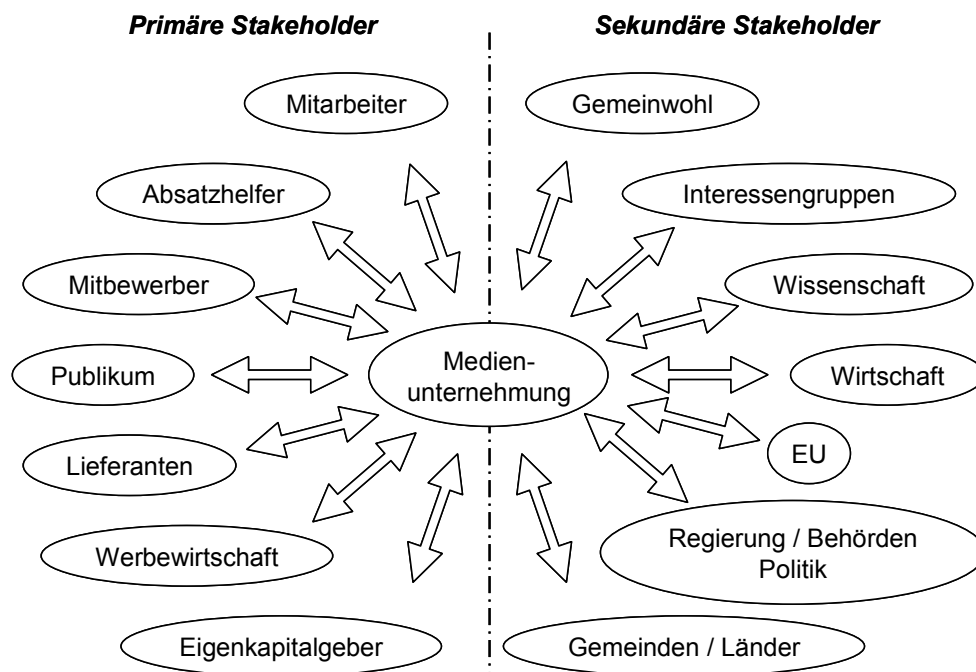 Primäre Stakeholder
Sekundäre Stakeholder
Mitarbeiter
Gemeinwohl
Absatzhelfer
Interessengruppen
Mitbewerber
Wissenschaft
Publikum
Medien-
unternehmung
Wirtschaft
Lieferanten
EU
Werbewirtschaft
Regierung / Behörden
Politik
Eigenkapitalgeber
Gemeinden / Länder